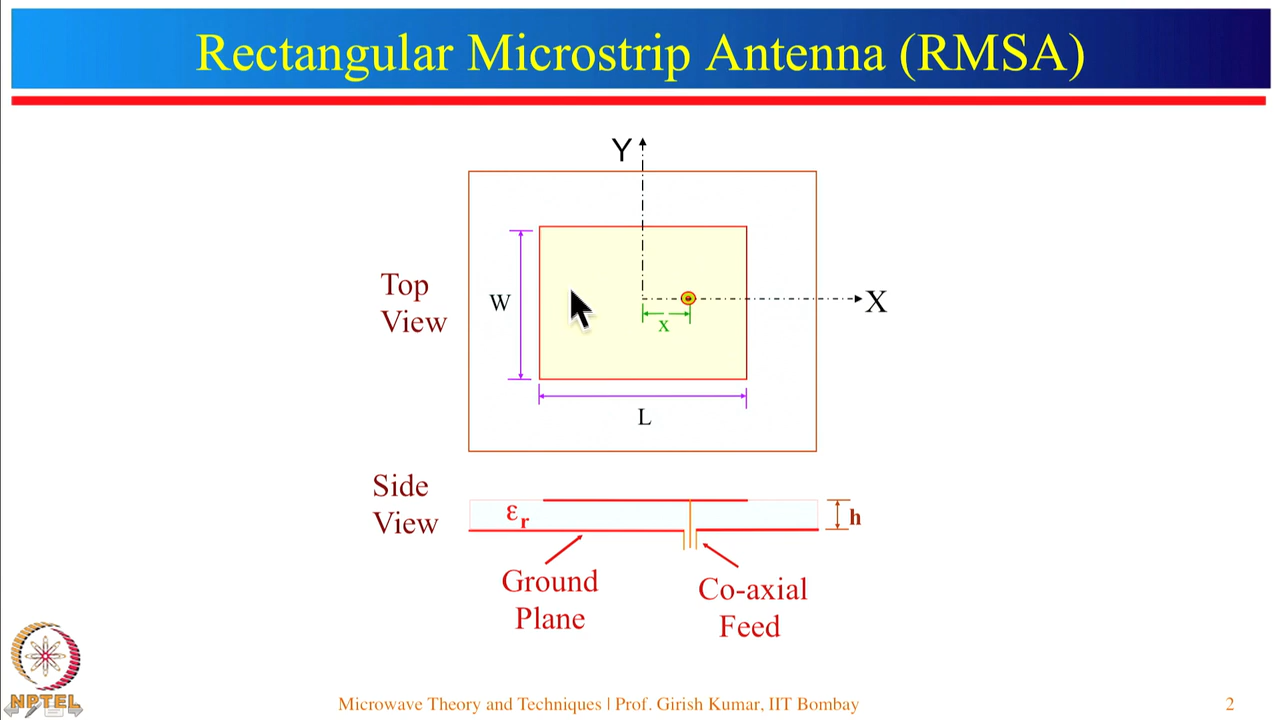 Rectangular Microstrip Antenna (RMSA)
Y
Top
View
W
X
x
L
Side
View
εr
h
Ground
Plane
Co-axial
Feed
NPTEL
Microwave Theory and Techniques | Prof. Girish Kumar, IIT Bombay
2